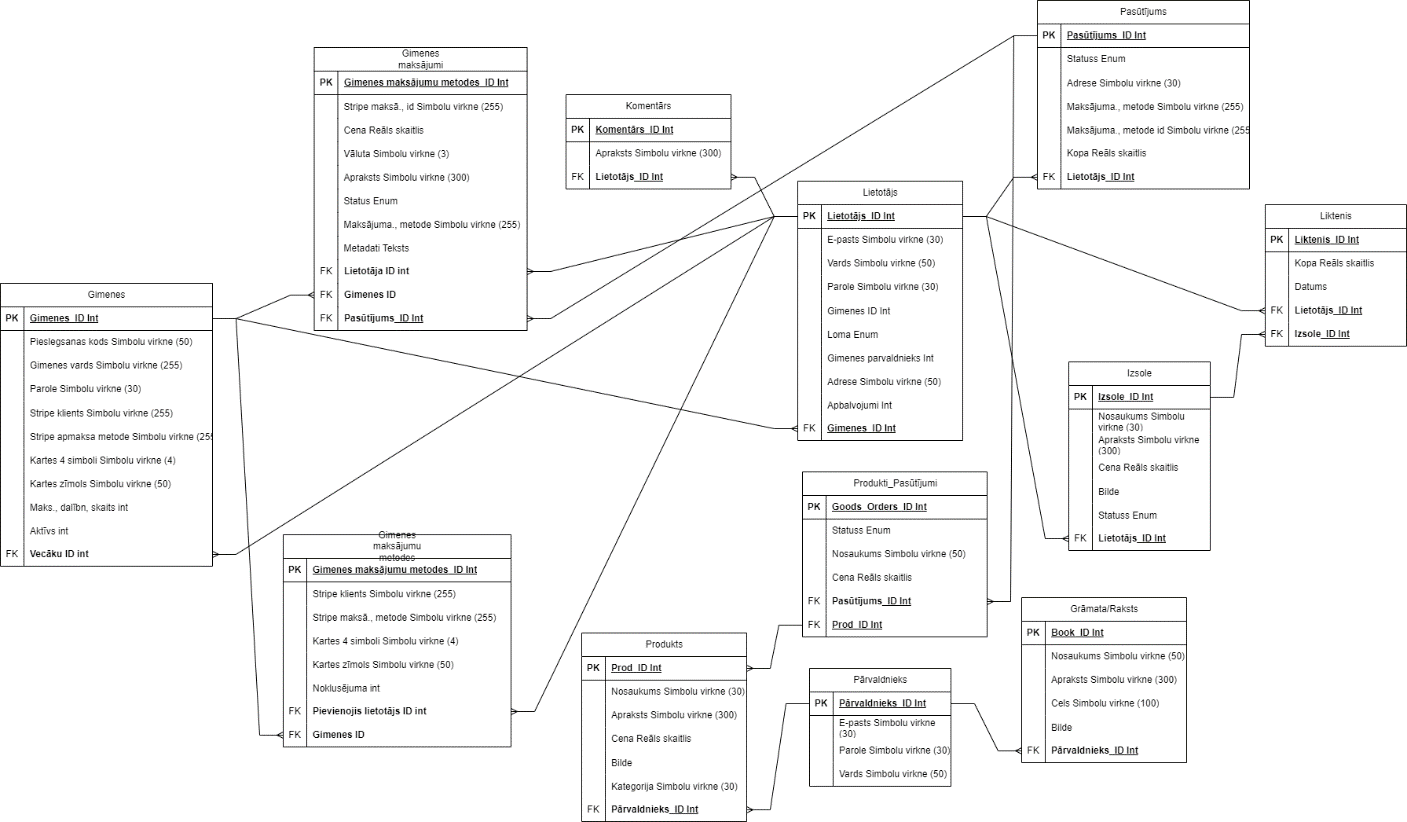 Gimenes
maksājumi
PK Gimenes maksājumu metodes_ID Int
Stripe maksā., id Simbolu virkne (255)
Cena Reāls skaitlis
Vāluta Simbolu virkne (3)
Apraksts Simbolu virkne (300)
Status Enum
Maksājuma., metode Simbolu virkne (255)
Metadati Teksts
FK Lietotāja ID int
FK Gimenes ID
FK Pasūtījums_ID Int
Komentārs
PK Komentārs_ID Int
Apraksts Simbolu virkne (300)
FK Lietotājs_ID Int
Pasūtījums
PK Pasūtījums_ID Int
Statuss Enum
Adrese Simbolu virkne (30)
Maksājuma., metode Simbolu virkne (255)
Maksājuma., metode id Simbolu virkne (255
Kopa Reāls skaitlis
FK Lietotājs_ID Int
Lietotājs
PK Lietotājs_ID Int
E-pasts Simbolu virkne (30)
Vards Simbolu virkne (50)
Parole Simbolu virkne (30)
Gimenes ID Int
Loma Enum
Gimenes parvaldnieks Int
Adrese Simbolu virkne (50)
Apbalvojumi Int
FK Gimenes_ID Int
Liktenis
PK Liktenis_ID Int
Kopa Reāls skaitlis
Datums
FK Lietotājs_ID Int
FK Izsole_ID Int
Gimenes
PK Gimenes_ID Int
Pieslegsanas kods Simbolu virkne (50)
Gimenes vards Simbolu virkne (255)
Parole Simbolu virkne (30)
Stripe klients Simbolu virkne (255)
Stripe apmaksa metode Simbolu virkne (255
Kartes 4 simboli Simbolu virkne (4)
Kartes zīmols Simbolu virkne (50)
Maks., dalībn, skaits int
Aktīvs int
FK Vecāku ID int
Izsole
PK Izsole_ID Int
Nosaukums Simbolu
virkne (30)
Apraksts Simbolu virkne
(300)
Cena Reāls skaitlis
Bilde
Statuss Enum
FK Lietotājs_ID Int
Produkti_Pasūtījumi
PK Goods_Orders_ID Int
Statuss Enum
Nosaukums Simbolu virkne (50)
Cena Reāls skaitlis
FK Pasūtījums_ID Int
FK Prod_ID Int
Gimenes
maksājumu
metodes
PK Gimenes maksājumu metodes_ID Int
Stripe klients Simbolu virkne (255)
Stripe maksā., metode Simbolu virkne (255)
Kartes 4 simboli Simbolu virkne (4)
Kartes zīmols Simbolu virkne (50)
Noklusējuma int
FK Pievienojis lietotājs ID int
FK Gimenes ID
Produkts
PK Prod_ID Int
Nosaukums Simbolu virkne (30)
Apraksts Simbolu virkne (300)
Cena Reāls skaitlis
Bilde
Kategorija Simbolu virkne (30)
FK Pārvaldnieks_ID Int
Pārvaldnieks
PK Pārvaldnieks_ID Int
E-pasts Simbolu virkne
(30)
Parole Simbolu virkne (30)
Vards Simbolu virkne (50)
Grāmata/Raksts
PK Book_ID Int
Nosaukums Simbolu virkne (50)
Apraksts Simbolu virkne (300)
Cels Simbolu virkne (100)
Bilde
FK Pārvaldnieks_ID Int